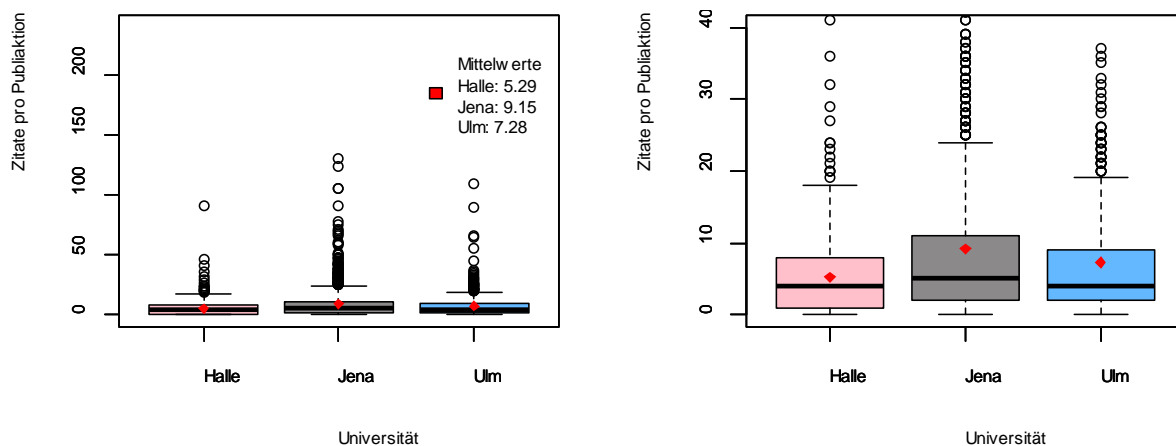 Zitate pro Publiaktion
0
50
100
150
200
Mittelw erte
Halle: 5.29
Jena: 9.15
Ulm: 7.28
Halle
Jena
Ulm
Universität
Zitate pro Publiaktion
0
10
20
30
40
Halle
Jena
Ulm
Universität